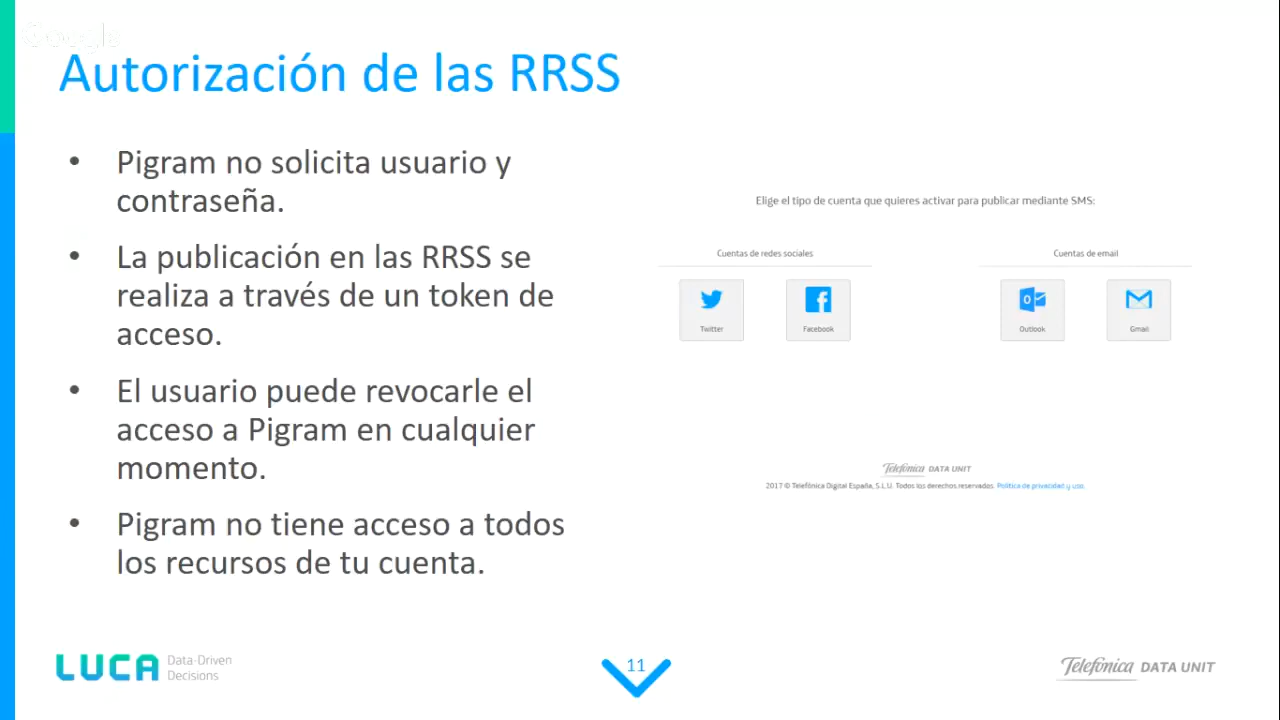 Google
Autorización de las RRSS
• Pigram no solicita usuario y
contraseña.
• La publicación en las RRSS se
realiza a través de un token de
acceso.
• El usuario puede revocarle el
acceso a Pigram en cualquier
momento.
• Pigram no tiene acceso a todos
los recursos de tu cuenta.
Elige el tipo de cuenta que quieres activar para publicar mediante SMS:
Cuentas de redes sociales
Twitter
Facebook
Cuentas de email
Outlook
Gmail
Telefónica DATA UNIT
2017 © Telefónica Digital España, S.L.U. Todos los derechos reservados. Política de privacidad y uso.
LUCA Data-Driven
Decisions
11
Telefónica DATA UNIT